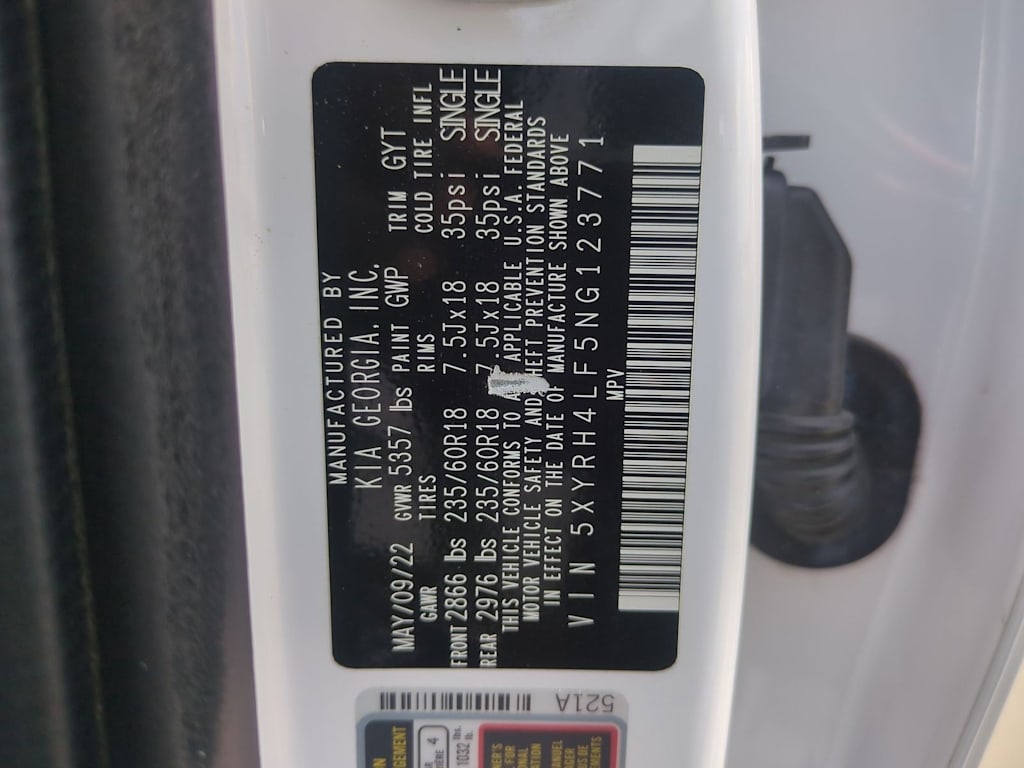 MANUFACTURED BY
KIA GEORGIA. INC.
MAY/09/22 GVWR 5357 lbs PAINT GWP TRIM GYT
GAWR TIRES RIMS COLD TIRE INFL
FRONT 2866 lbs 235/60R18 7.5Jx18 35psi SINGLE
REAR 2976 lbs 235/60R18 7.5Jx18 35psi SINGLE
THIS VEHICLE CONFORMS TO APPLICABLE U.S.A. FEDERAL
MOTOR VEHICLE SAFETY AND THEFT PREVENTION STANDARDS
IN EFFECT ON THE DATE OF MANUFACTURE SHOWN ABOVE
VIN 5XYRH4LF5NG123771
MPV
521A
4
1032 lb.